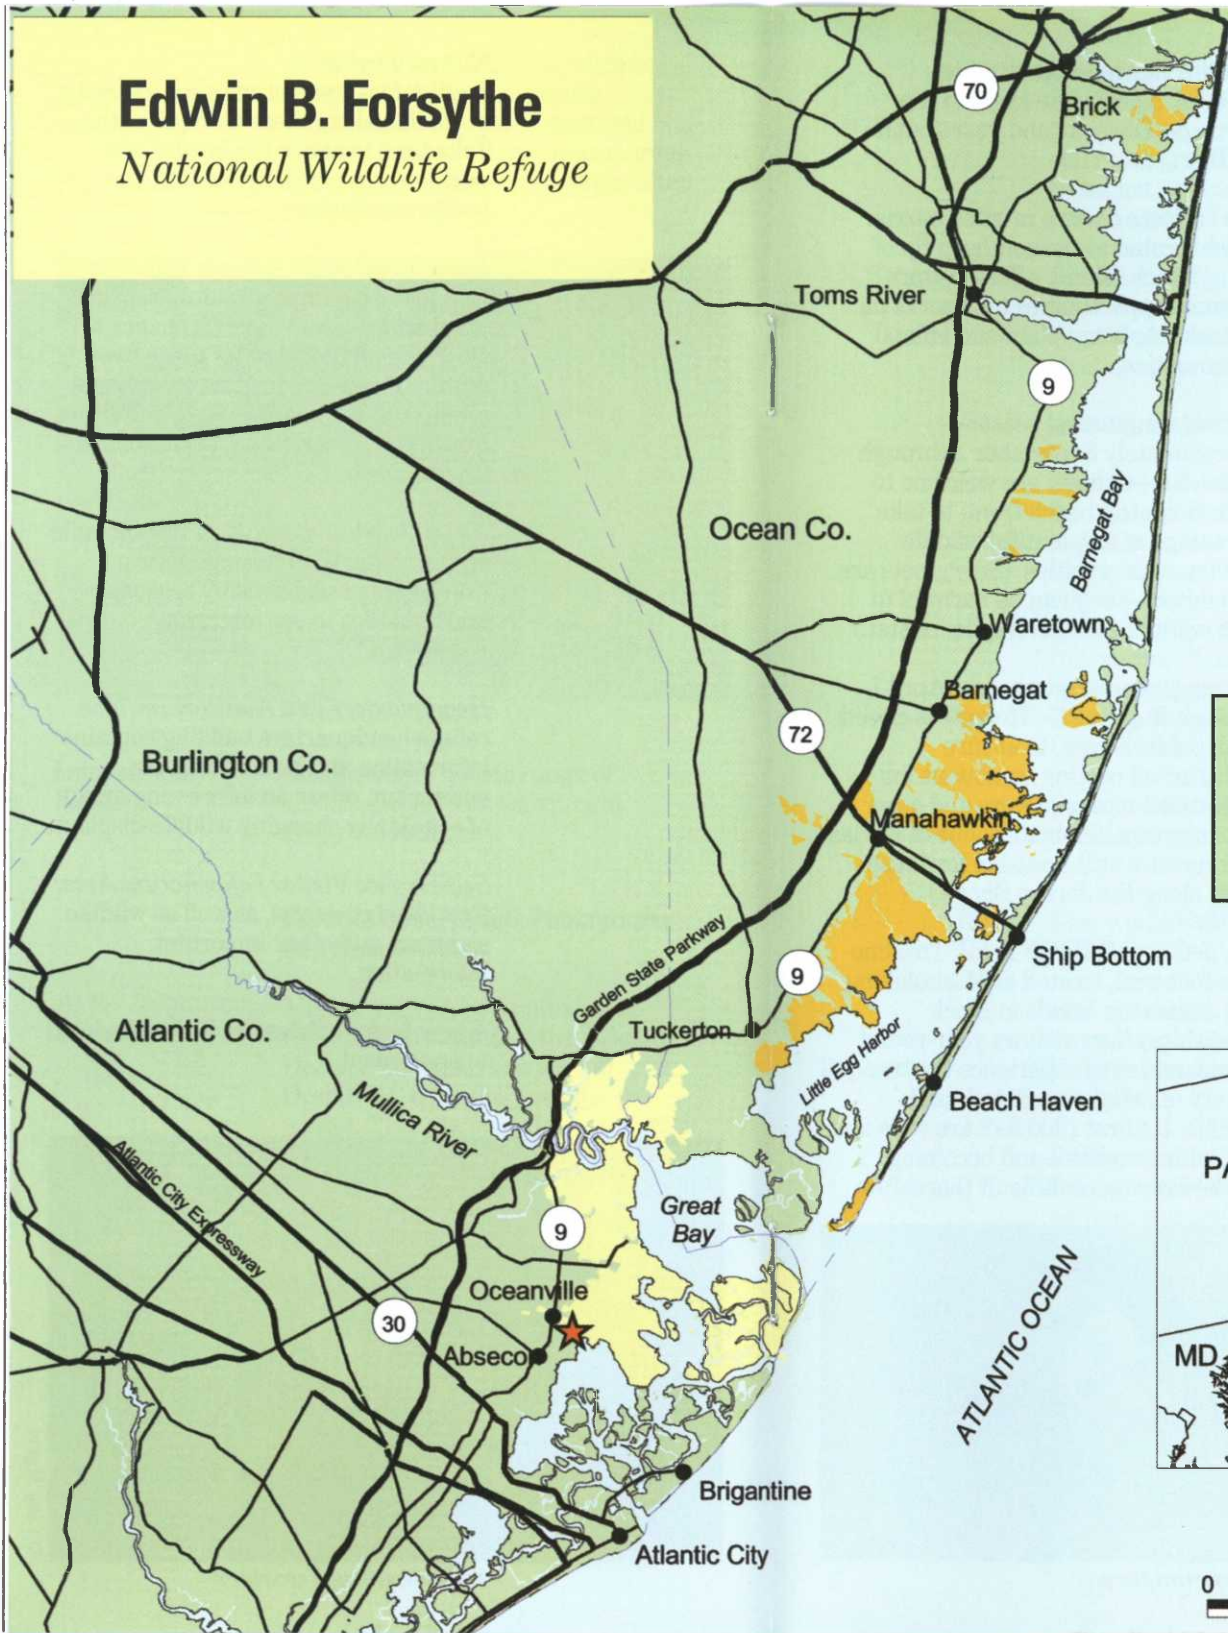 Edwin B. Forsythe
National Wildlife Refuge
70
Brick
Toms River
9
Ocean Co.
Barnegat Bay
Waretown
Barnegat
72
Burlington Co.
Manahawkin
Garden State Parkway
9
Ship Bottom
Tuckerton
Atlantic Co.
Little Egg Harbor
Beach Haven
Mullica River
Atlantic City Expressway
Great
Bay
9
Oceanville
30
Abseco
ATLANTIC OCEAN
MD
Brigantine
Atlantic City
0